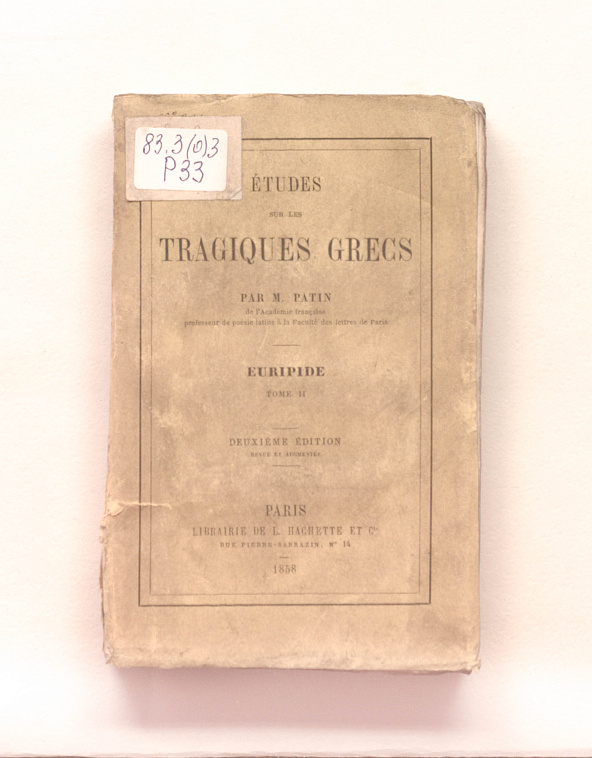 83.3(0)3
P33
ÉTUDES
SUR LES
TRAGIQUES GRECS
PAR M. PATIN
de l'Académie française
professeur de poésie latine à la Faculté des lettres de Paris
EURIPIDE
TOME II
DEUXIÈME ÉDITION
REVUE ET AUGMENTÉE
PARIS
LIBRAIRIE DE L. HACHETTE ET Cie
RUE PIERRE-SARRAZIN, N° 14
1858